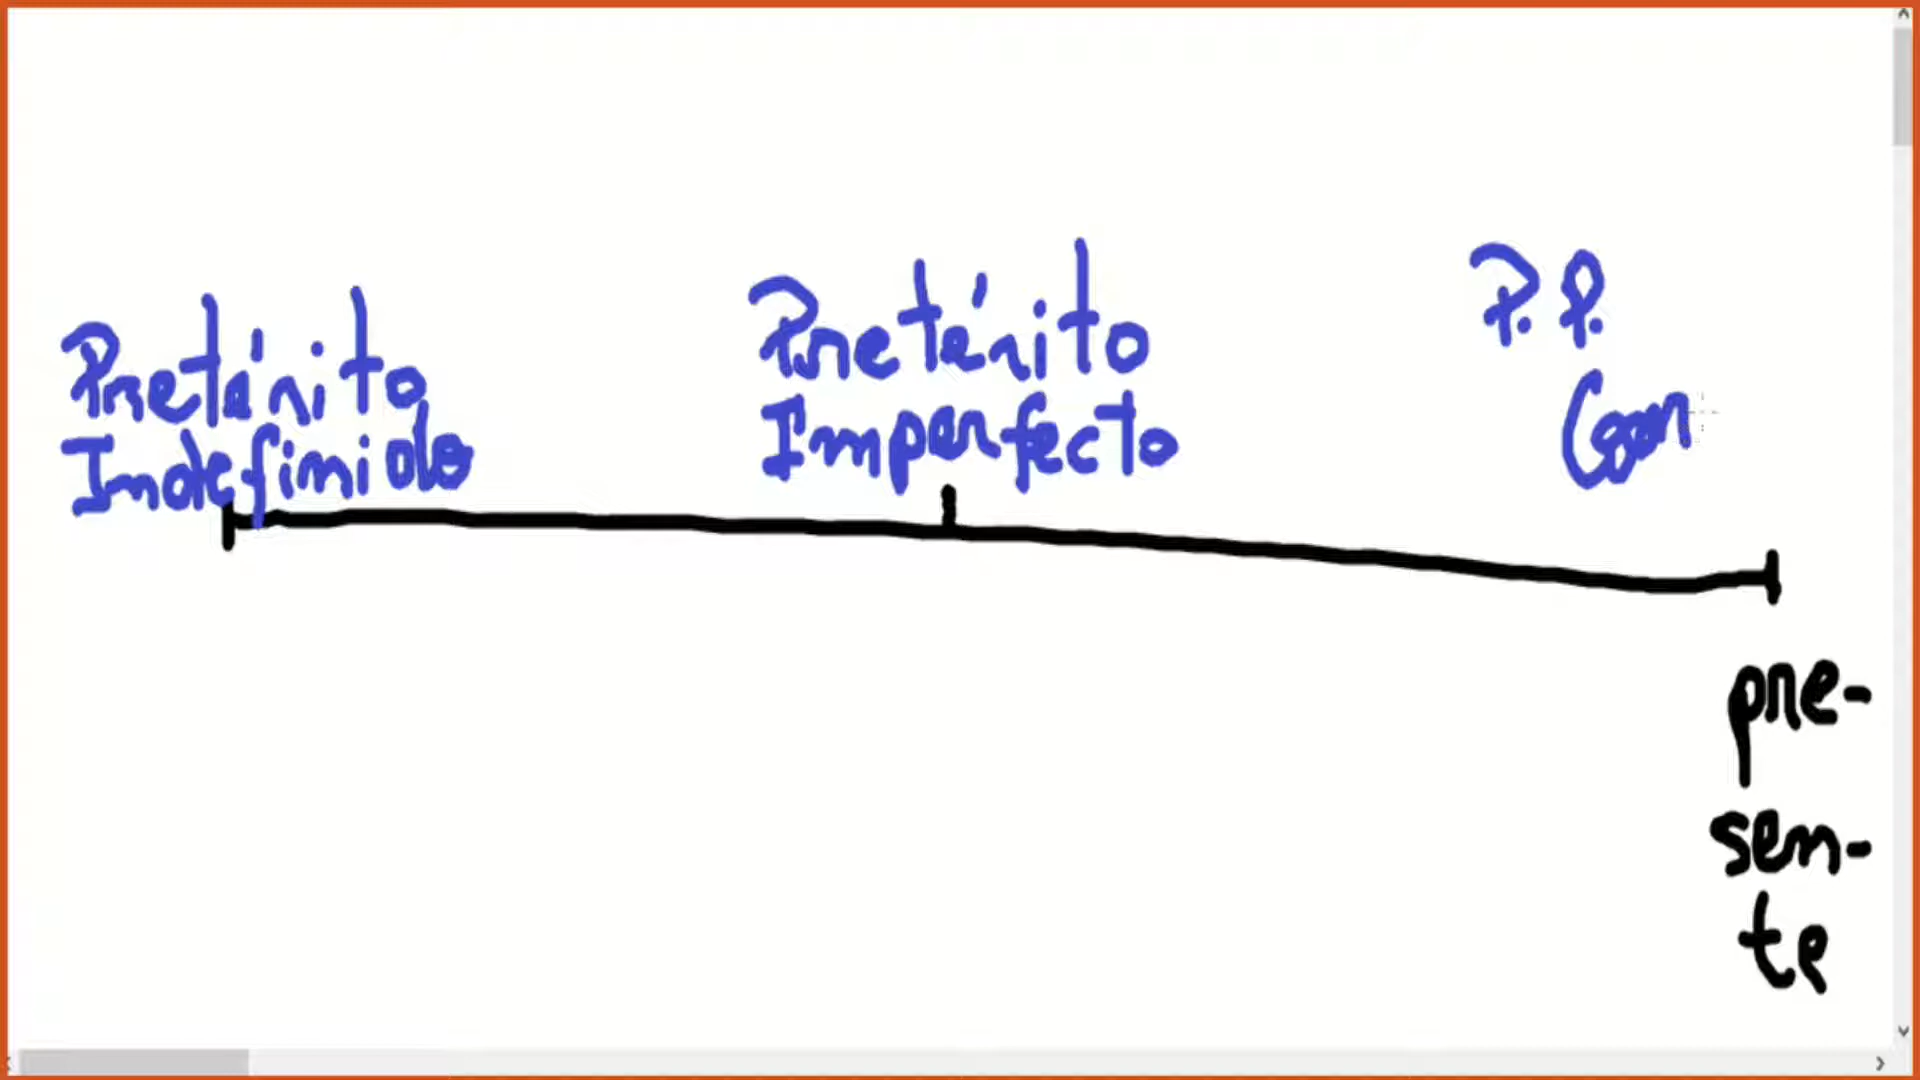 Pretérito
Indefinido
Pretérito
Imperfecto
P. P.
pre-
sen-
te